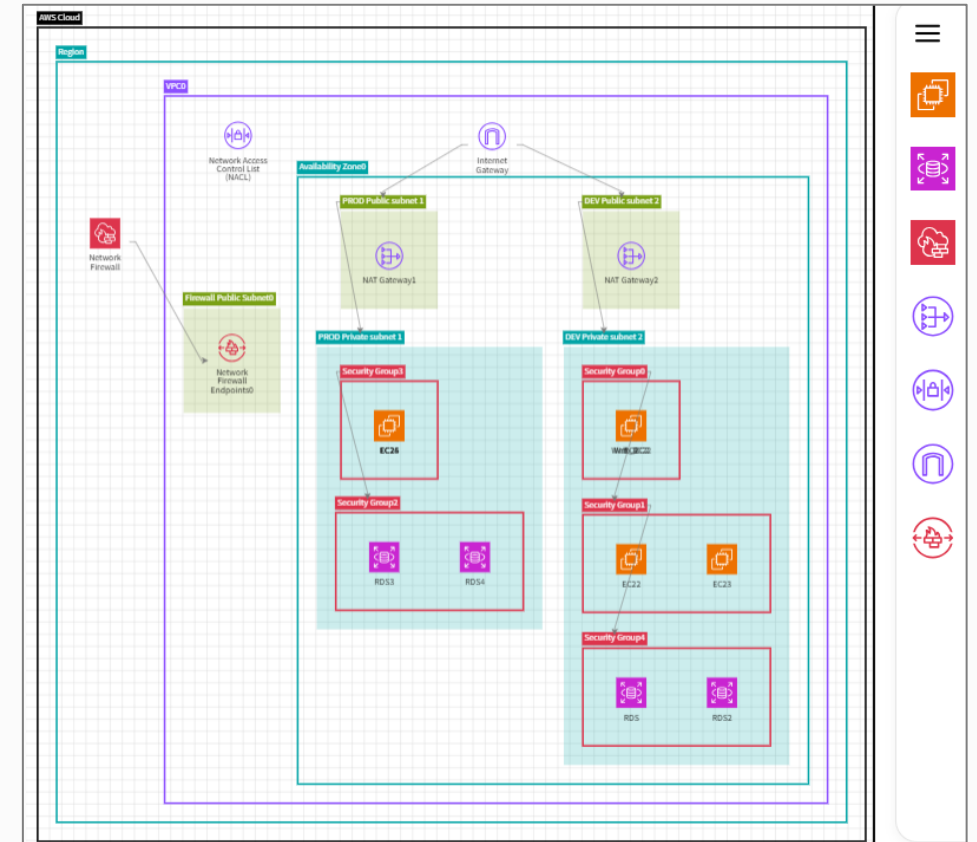 AWS Cloud
Region
VPC0
Network Access
Control List
(NACL)
Internet
Gateway
Availability Zone0
PROD Public subnet 1
DEV Public subnet 2
Network
Firewall
NAT Gateway1
NAT Gateway2
Firewall Public Subnet0
Network
Firewall
Endpoints0
PROD Private subnet 1
DEV Private subnet 2
Security Group3
Security Group0
EC26
Security Group2
Security Group1
RDS3
RDS4
EC22
EC23
Security Group4
RDS
RDS2